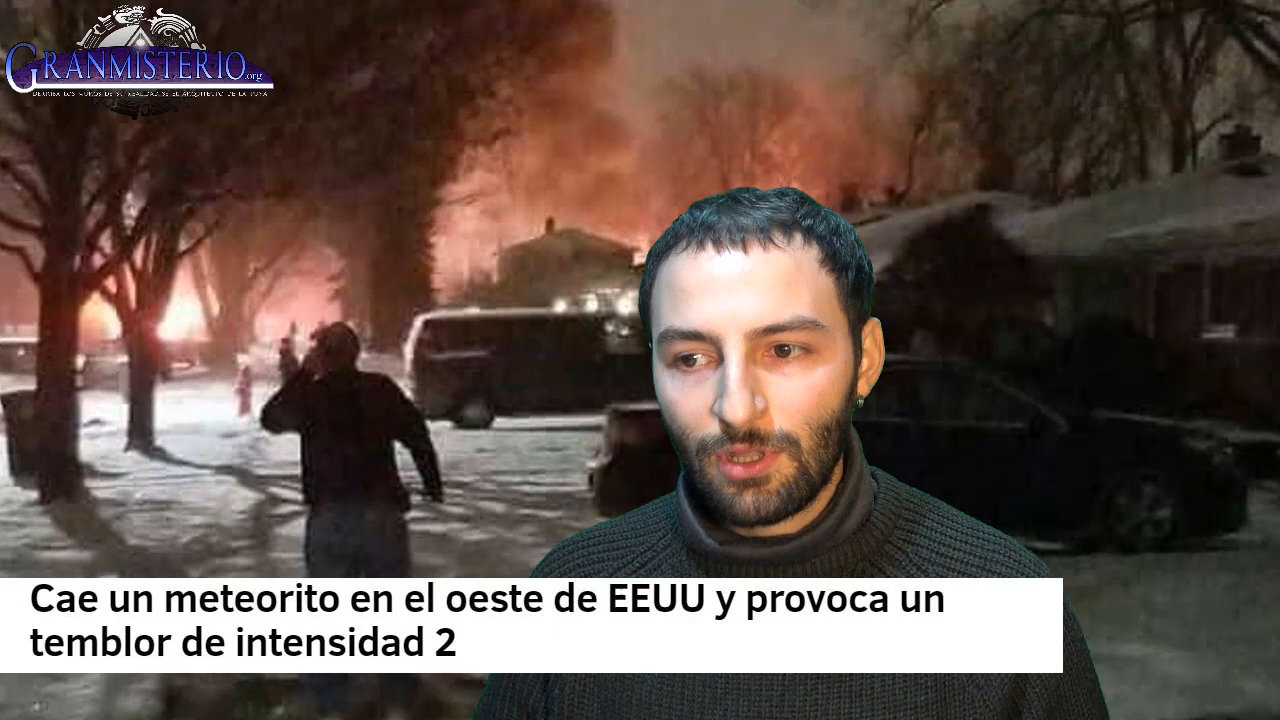 GRANMISTERIO.org
Cae un meteorito en el oeste de EEUU y provoca un
temblor de intensidad 2